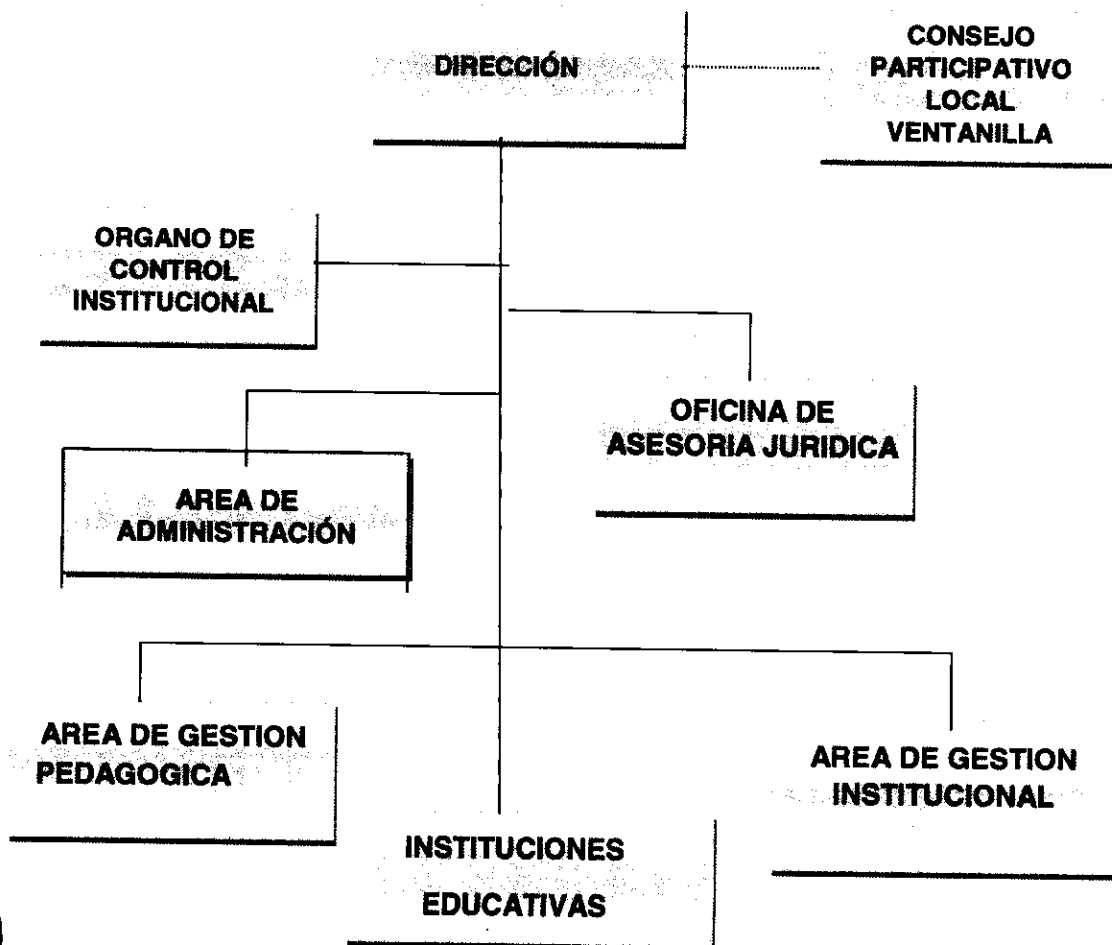 DIRECCIÓN
CONSEJO
PARTICIPATIVO
LOCAL
VENTANILLA
ORGANO DE
CONTROL
INSTITUCIONAL
OFICINA DE
ASESORIA JURIDICA
AREA DE
ADMINISTRACIÓN
AREA DE GESTION
PEDAGOGICA
AREA DE GESTION
INSTITUCIONAL
INSTITUCIONES
EDUCATIVAS